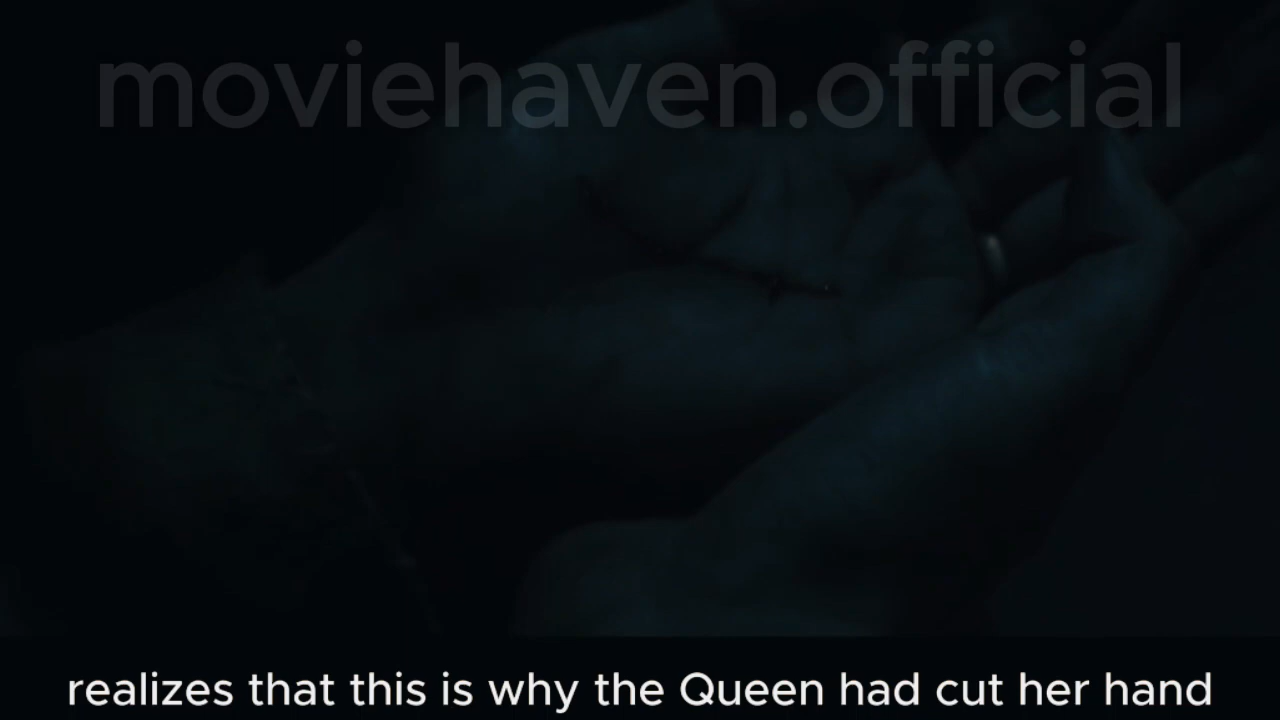 moviehaven.official
realizes that this is why the Queen had cut her hand